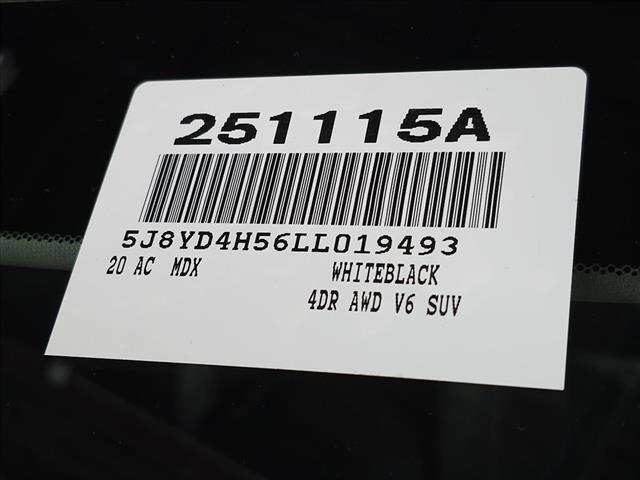 251115A
5J8YD4H56LL019493
20 AC MDX WHITEBLACK
4DR AWD V6 SUV